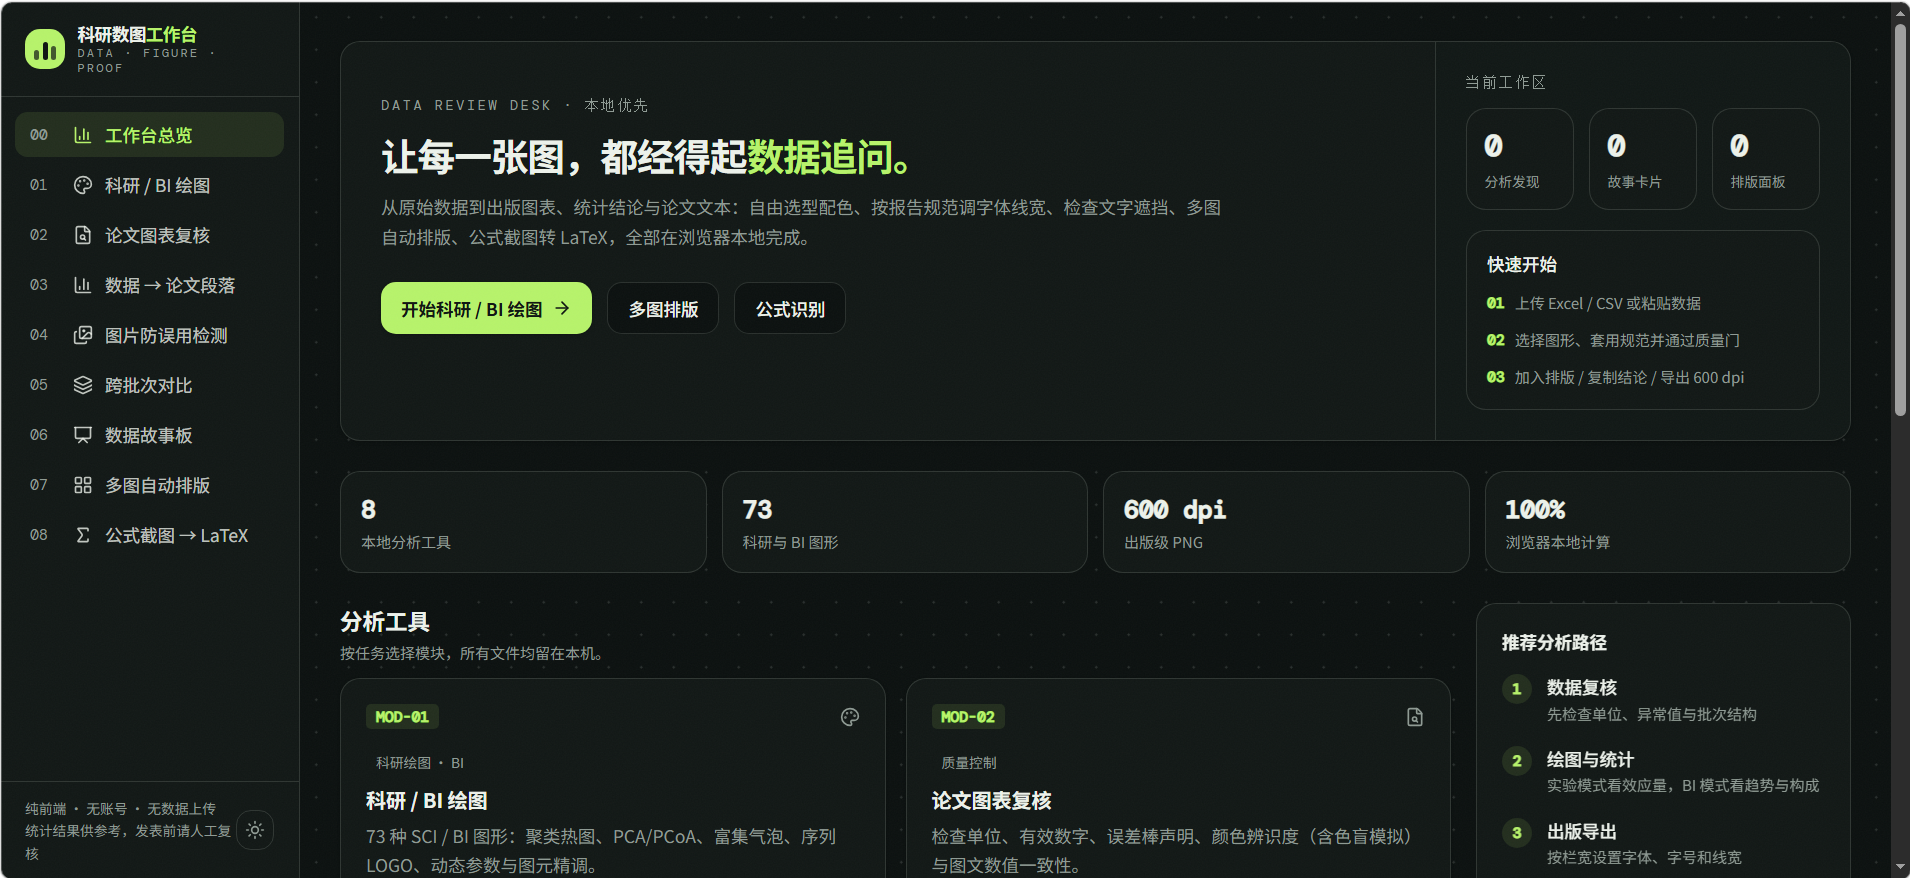 科研数图工作台
DATA · FIGURE ·
PROOF
00 工作台总览
01 科研 / BI 绘图
02 论文图表复核
03 数据 → 论文段落
04 图片防误用检测
05 跨批次对比
06 数据故事板
07 多图自动排版
08 公式截图 → LaTeX
纯前端 · 无账号 · 无数据上传
统计结果供参考，发表前请人工复
核
DATA REVIEW DESK · 本地优先
让每一张图，都经得起数据追问。
从原始数据到出版图表、统计结论与论文文本：自由选型配色、按报告规范调字体线宽、检查文字遮挡、多图
自动排版、公式截图转 LaTeX，全部在浏览器本地完成。
开始科研 / BI 绘图 →
多图排版
公式识别
当前工作区
0
分析发现
0
故事卡片
0
排版面板
快速开始
01 上传 Excel / CSV 或粘贴数据
02 选择图形、套用规范并通过质量门
03 加入排版 / 复制结论 / 导出 600 dpi
8
本地分析工具
73
科研与 BI 图形
600 dpi
出版级 PNG
100%
浏览器本地计算
分析工具
按任务选择模块，所有文件均留在本机。
MOD-01
科研绘图 · BI
科研 / BI 绘图
73 种 SCI / BI 图形：聚类热图、PCA/PCoA、富集气泡、序列
LOGO、动态参数与图元精调。
MOD-02
质量控制
论文图表复核
检查单位、有效数字、误差棒声明、颜色辨识度（含色盲模拟）
与图文数值一致性。
推荐分析路径
1 数据复核
先检查单位、异常值与批次结构
2 绘图与统计
实验模式看效应量，BI 模式看趋势与构成
3 出版导出
按栏宽设置字体、字号和线宽